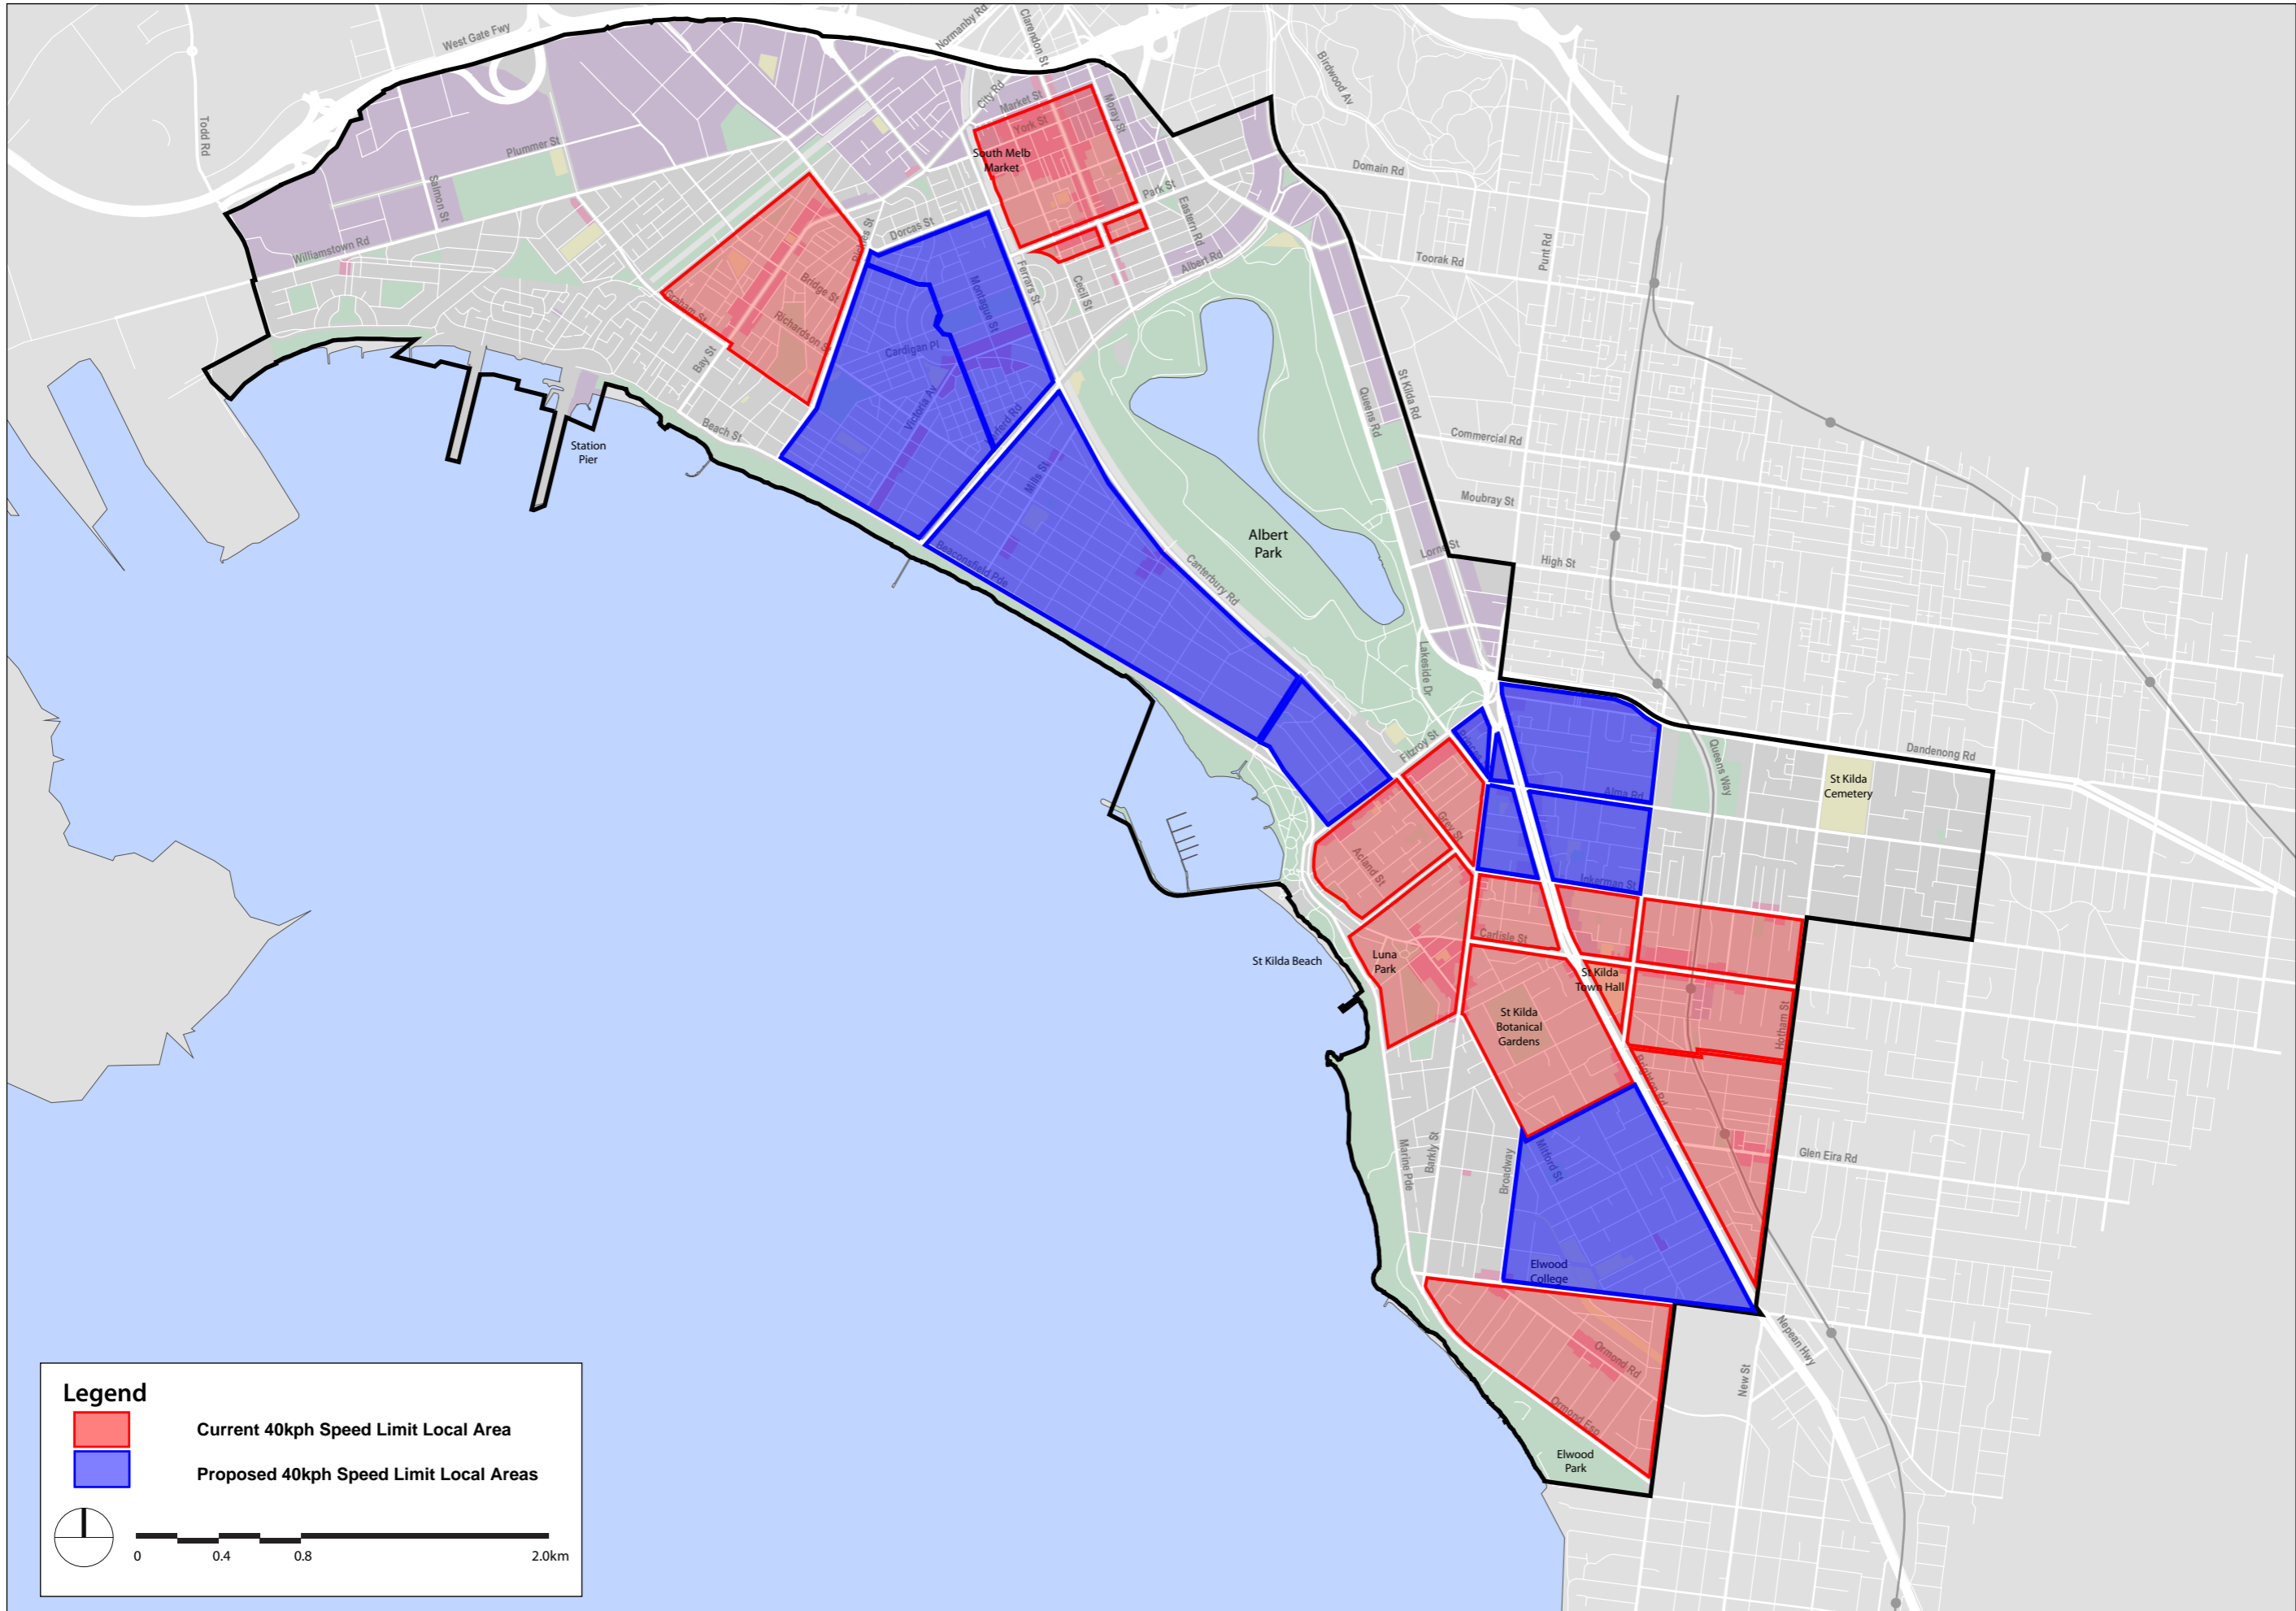 West Gate Fwy
Normanby Rd
Clarendon St
Birdwood Av
Todd Rd
City Rd
Market St
Moray St
York St
Plummer St
South Melb
Market
Domain Rd
Salmon St
Park St
Eastern Rd
Punt Rd
Dorcas St
Williamstown Rd
Toorak Rd
Albert Rd
Ferrars St
Cecil St
Montague St
Bridge St
Graham St
Richardson St
Cardigan Pl
Bay St
St Kilda Rd
Queens Rd
Victoria Av
Beach St
Commercial Rd
Station
Pier
Mills St
Moubray St
Albert
Park
Lorne St
High St
Beaconsfield Pde
Canterbury Rd
Lakeside Dr
Fitzroy St
Queens Way
Dandenong Rd
St Kilda
Cemetery
Alma Rd
Grey St
Acland St
Inkerman St
Carlisle St
Luna
Park
St Kilda Beach
St Kilda
Town Hall
St Kilda
Botanical
Gardens
Hotham St
Brighton Rd
Marine Pde
Barkly St
Broadway
Mitford St
Glen Eira Rd
Elwood
College
Nepean Hwy
Ormond Rd
New St
Ormond Esp
Elwood
Park
Legend
Current 40kph Speed Limit Local Area
Proposed 40kph Speed Limit Local Areas
0 0.4 0.8 2.0km